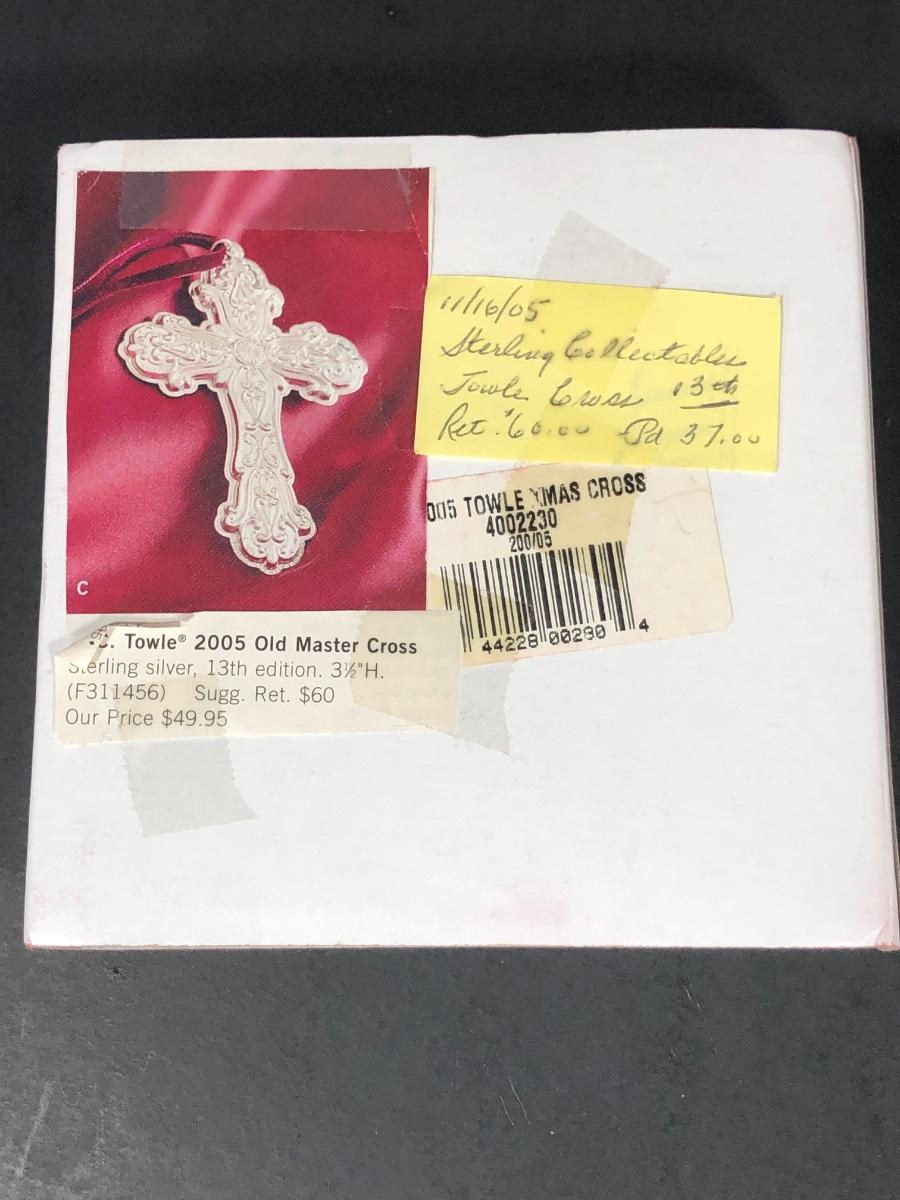 C
11/16/05
Sterling Collectables
Towle Cross 13th
Ret. $60.00 Pd 37.00
005 TOWLE XMAS CROSS
4002230
200/05
44228 00280 4
C. Towle® 2005 Old Master Cross
Sterling silver, 13th edition. 3½"H.
(F311456) Sugg. Ret. $60
Our Price $49.95